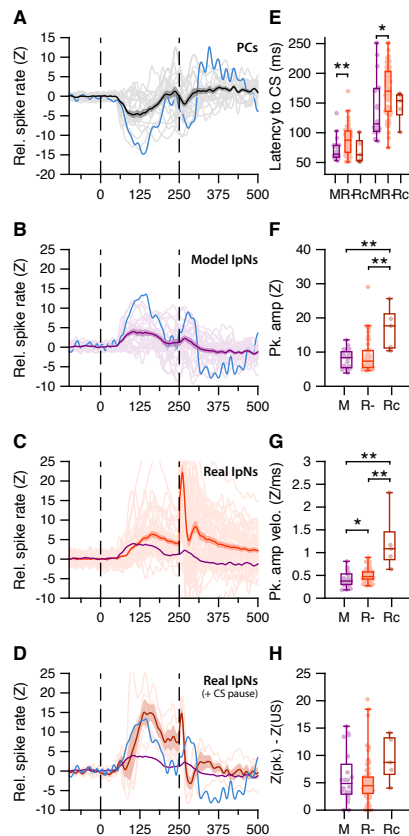 A
PCs
Rel. spike rate (Z)
15
10
5
0
-5
-10
-15
-20
0 125 250 375 500
B
Model IpNs
Rel. spike rate (Z)
25
20
15
10
5
0
-5
-10
0 125 250 375 500
C
Real IpNs
Rel. spike rate (Z)
25
20
15
10
5
0
-5
-10
0 125 250 375 500
D
Real IpNs
(+ CS pause)
Rel. spike rate (Z)
25
20
15
10
5
0
-5
-10
0 125 250 375 500
E
Latency to CS (ms)
250
200
150
100
50
**
*
MR-Rc MR-Rc
F
Pk. amp (Z)
40
30
20
10
0
**
**
M R- Rc
G
Pk. amp velo. (Z/ms)
3
2.5
2
1.5
1
0.5
0
**
**
*
M R- Rc
H
Z(pk.) - Z(US)
25
20
15
10
5
0
M R- Rc